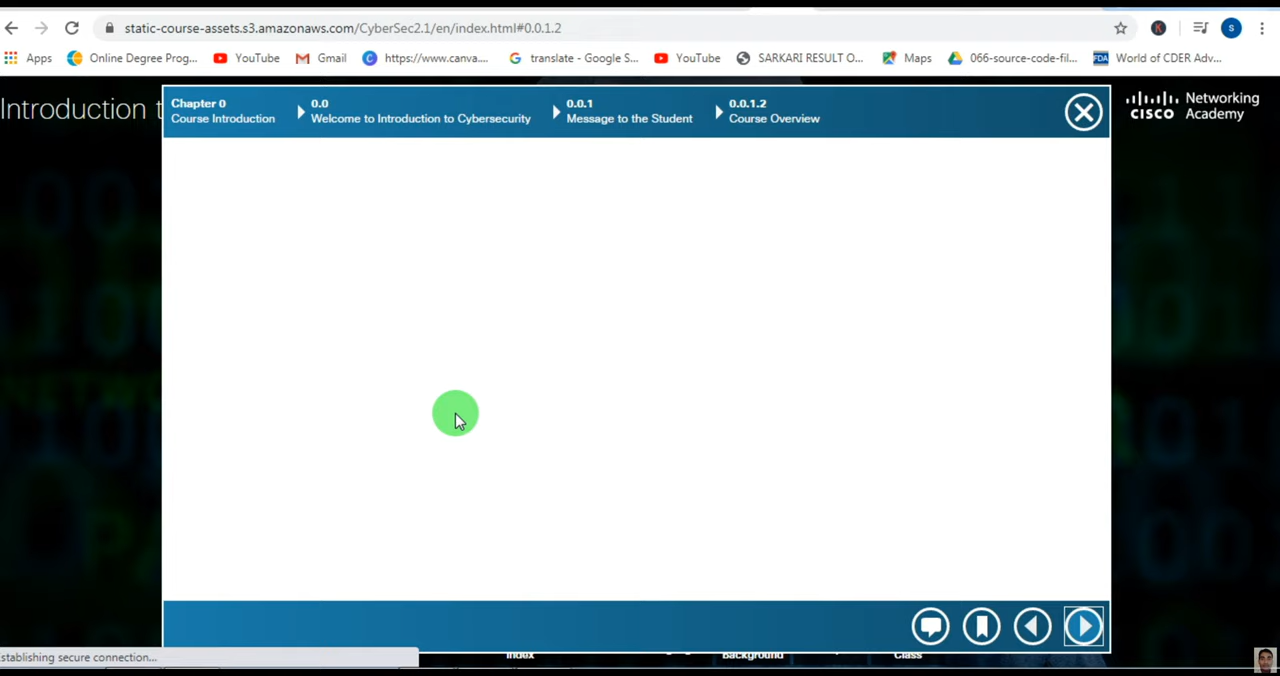 static-course-assets.s3.amazonaws.com/CyberSec2.1/en/index.html#0.0.1.2
Apps Online Degree Prog... YouTube Gmail https://www.canva.... translate - Google S... YouTube SARKARI RESULT O... Maps 066-source-code-fil... World of CDER Adv...
Introduction t
Chapter 0
Course Introduction
0.0
Welcome to Introduction to Cybersecurity
0.0.1
Message to the Student
0.0.1.2
Course Overview
Networking
CISCO Academy
stablishing secure connection...
Index
Background
Class